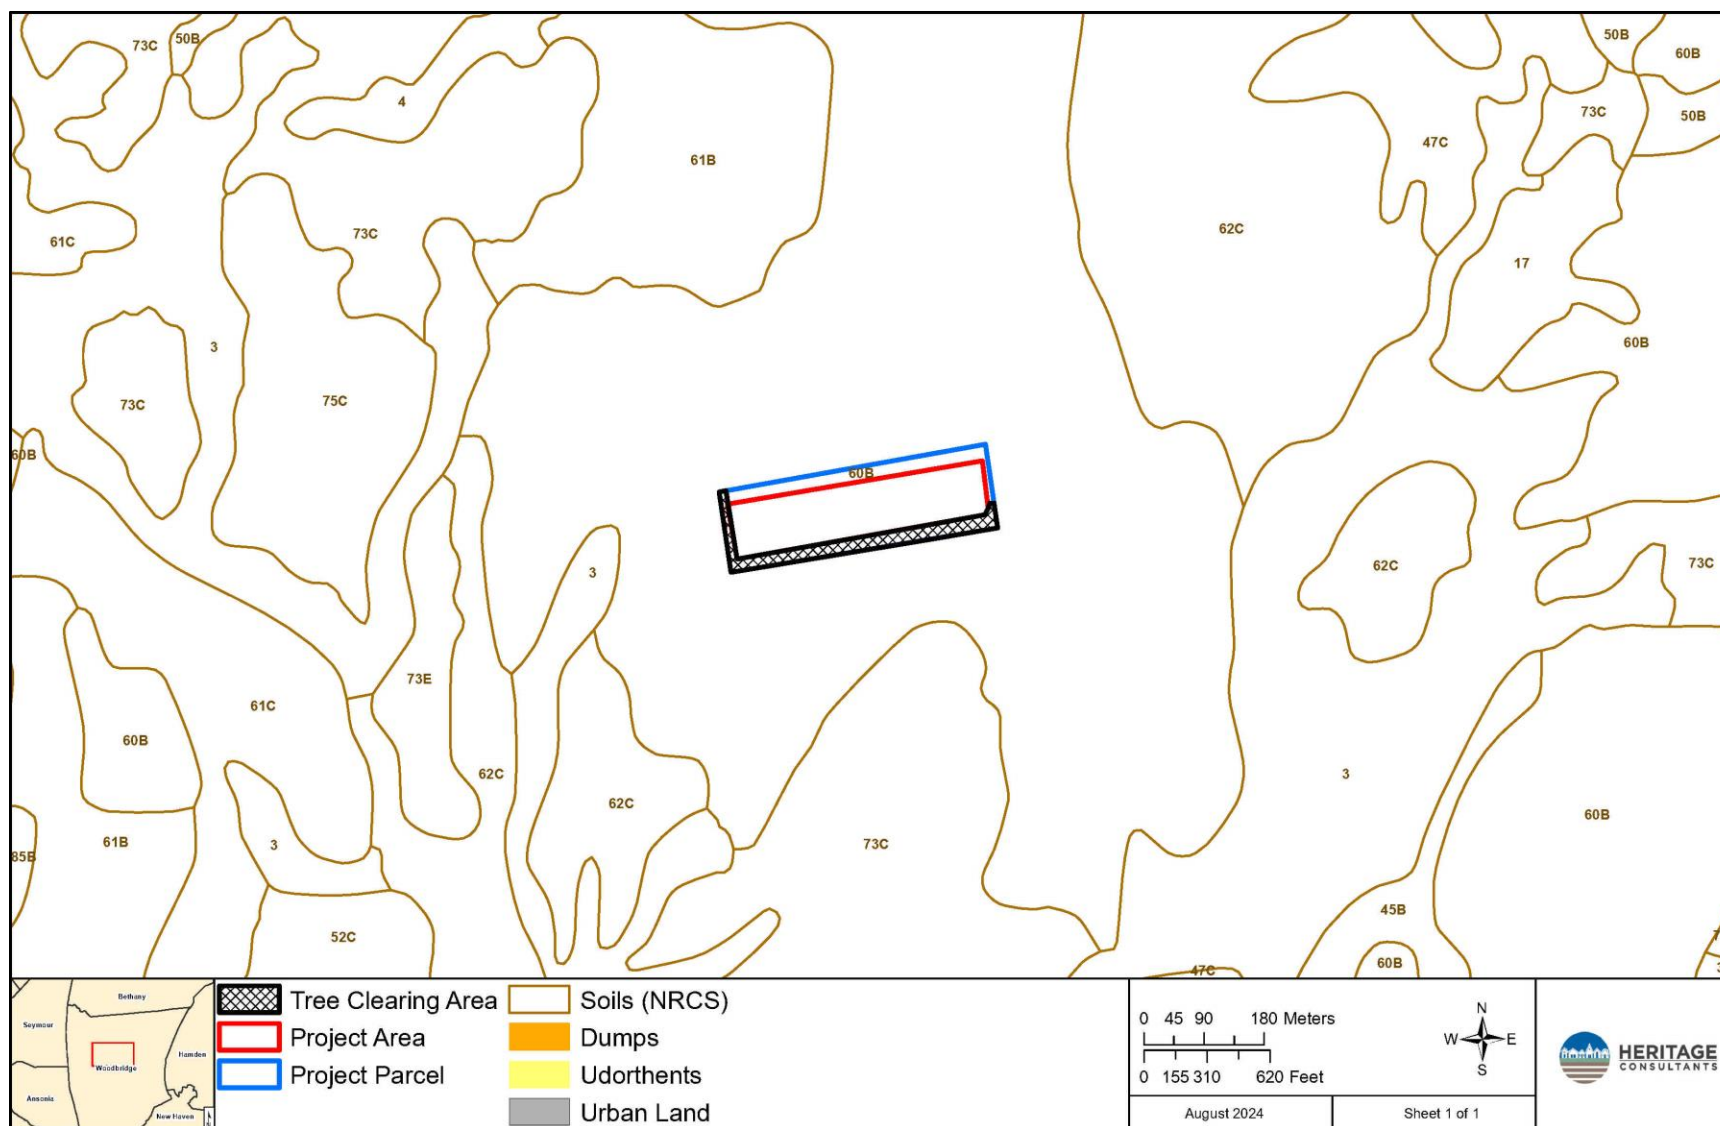 73C
50B
50B
60B
4
73C
50B
47C
61B
61C
73C
62C
17
3
60B
73C
75C
60B
60B
3
62C
73C
73E
61C
60B
62C
62C
3
60B
61B
3
73C
85B
52C
45B
60B
47C
Bethany
Seymour
Hamden
Woodbridge
Ansonia
New Haven
Tree Clearing Area
Project Area
Project Parcel
Soils (NRCS)
Dumps
Udorthents
Urban Land
0 45 90 180 Meters
0 155 310 620 Feet
N
W E
S
August 2024
Sheet 1 of 1
HERITAGE
CONSULTANTS